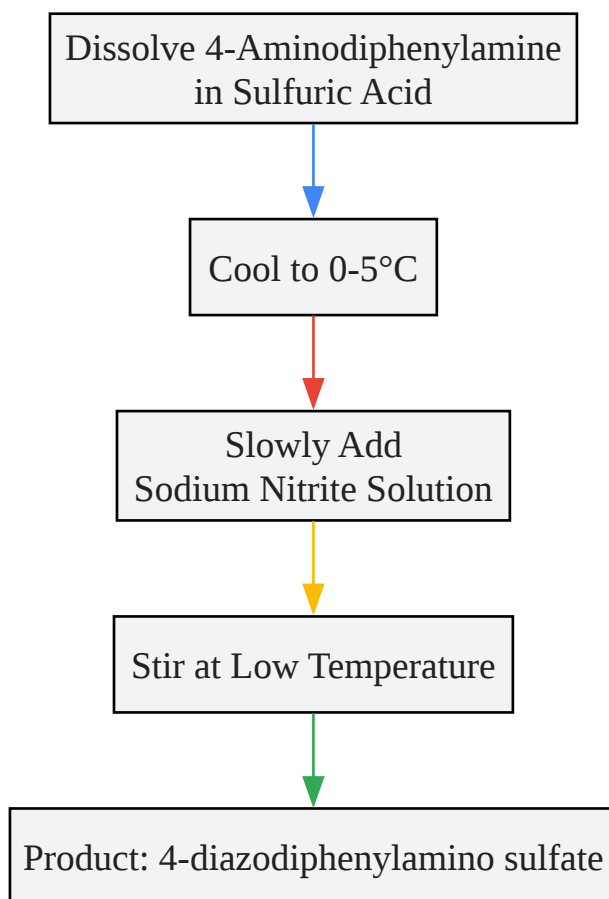 Dissolve 4-Aminodiphenylamine
in Sulfuric Acid
Cool to 0-5°C
Slowly Add
Sodium Nitrite Solution
Stir at Low Temperature
Product: 4-diazodiphenylamino sulfate